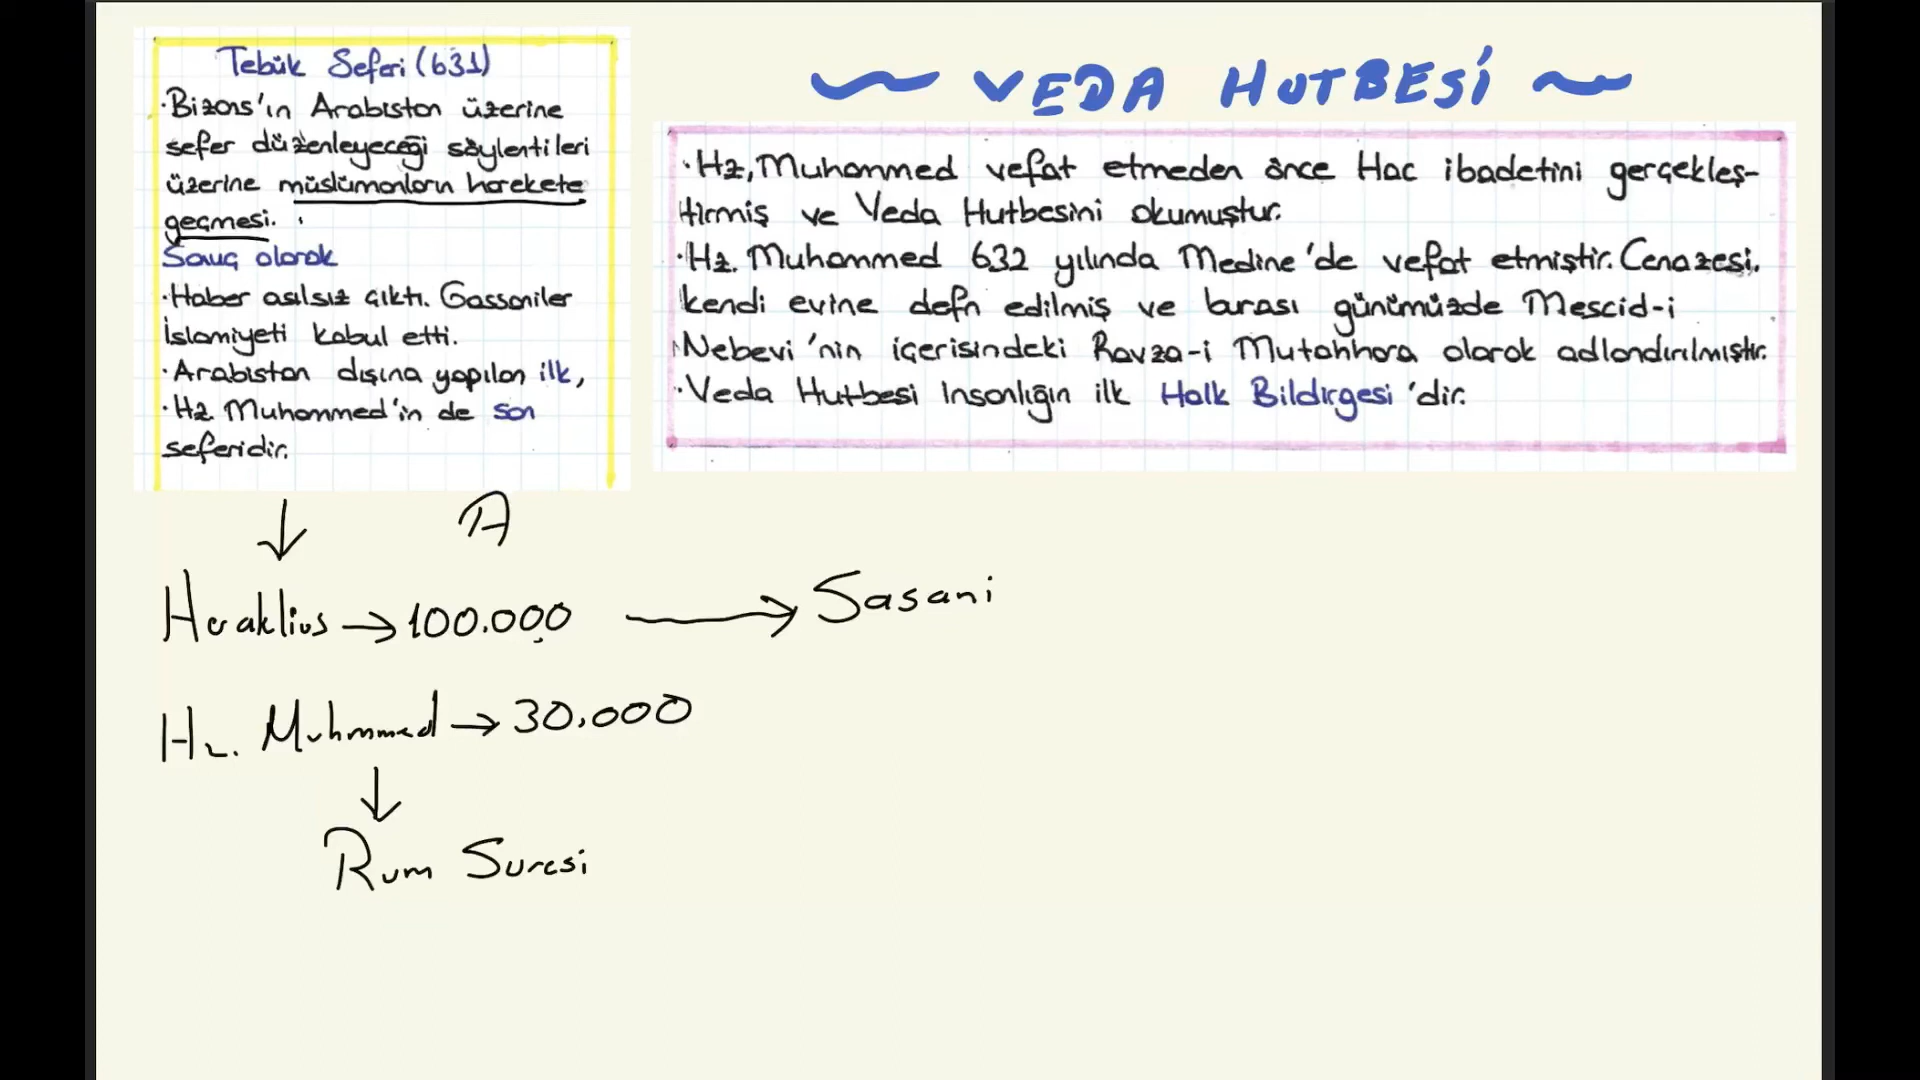 Tebük Seferi (631)
·Bizans'ın Arabistan üzerine
sefer düzenleyeceği söylentileri
üzerine müslümanların harekete
geçmesi.
Sonuç olarak
·Haber asılsız çıktı. Gassaniler
İslamiyeti kabul etti.
·Arabistan dışına yapılan ilk,
·Hz. Muhammed'in de son
seferidir.
~ VEDA HUTBESİ ~
·Hz, Muhammed vefat etmeden önce Hac ibadetini gerçekleş-
tirmiş ve Veda Hutbesini okumuştur.
·Hz. Muhammed 632 yılında Medine'de vefat etmiştir. Cenazesi,
kendi evine defn edilmiş ve burası günümüzde Mescid-i
Nebevi'nin içerisindeki Ravza-i Mutahhara olarak adlandırılmıştır.
·Veda Hutbesi İnsanlığın ilk Halk Bildirgesi'dir.
↓
Heraklius → 100.000 → Sasani
Hz. Muhmmed → 30.000
↓
Rum Suresi